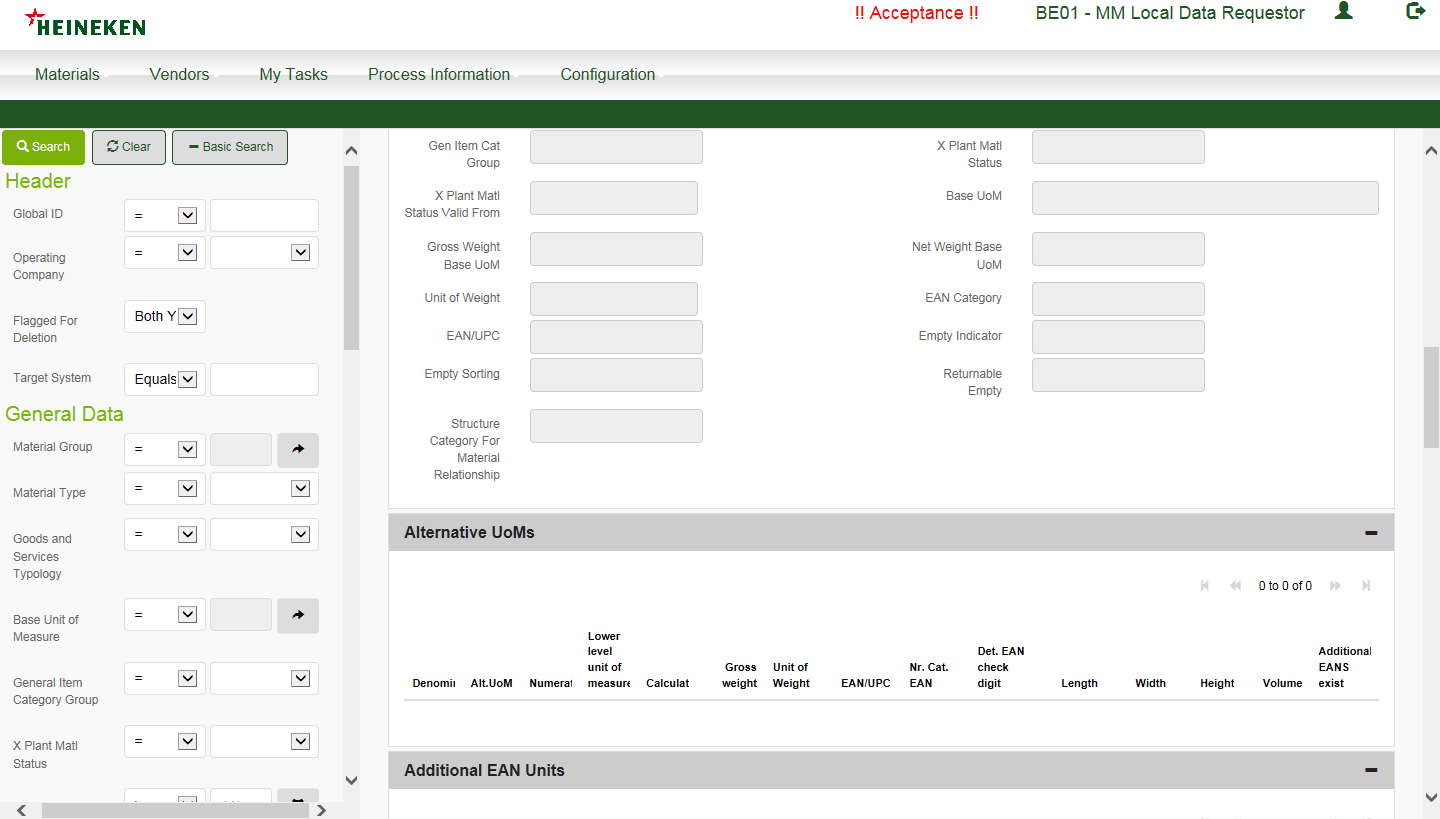 HEINEKEN
!! Acceptance !!
BE01 - MM Local Data Requestor
Materials
Vendors
My Tasks
Process Information
Configuration
Search
Clear
Basic Search
Header
Global ID
=
Operating
Company
=
Flagged For
Deletion
Both Y
Target System
Equals
General Data
Material Group
=
Material Type
=
Goods and
Services
Typology
=
Base Unit of
Measure
=
General Item
Category Group
=
X Plant Matl
Status
=
Gen Item Cat
Group
X Plant Matl
Status
X Plant Matl
Status Valid From
Base UoM
Gross Weight
Base UoM
Net Weight Base
UoM
Unit of Weight
EAN Category
EAN/UPC
Empty Indicator
Empty Sorting
Returnable
Empty
Structure
Category For
Material
Relationship
Alternative UoMs
0 to 0 of 0
Denomin
Alt.UoM
Numerat
Lower
level
unit of
measure
Calculat
Gross
weight
Unit of
Weight
EAN/UPC
Nr. Cat.
EAN
Det. EAN
check
digit
Length
Width
Height
Volume
Additional
EANS
exist
Additional EAN Units